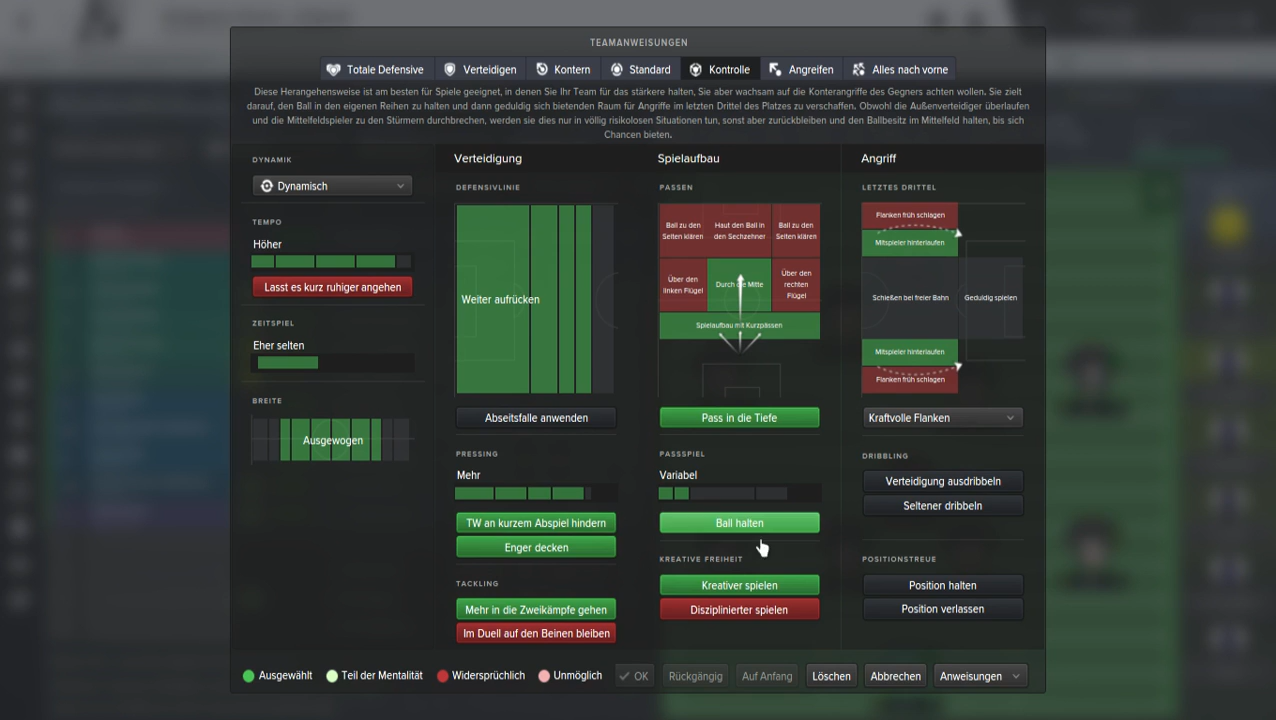 TEAMANWEISUNGEN
Totale Defensive
Verteidigen
Kontern
Standard
Kontrolle
Angreifen
Alles nach vorne
Diese Herangehensweise ist am besten für Spiele geeignet, in denen Sie Ihr Team für das stärkere halten, Sie aber wachsam auf die Konterangriffe des Gegners achten wollen. Sie zielt
darauf, den Ball in den eigenen Reihen zu halten und dann geduldig sich bietenden Raum für Angriffe im letzten Drittel des Platzes zu verschaffen. Obwohl die Außenverteidiger überlaufen
und die Mittelfeldspieler zu den Stürmern durchbrechen, werden sie dies nur in völlig risikolosen Situationen tun, sonst aber zurückbleiben und den Ballbesitz im Mittelfeld halten, bis sich
Chancen bieten.
DYNAMIK
Dynamisch
TEMPO
Höher
Lasst es kurz ruhiger angehen
ZEITSPIEL
Eher selten
BREITE
Ausgewogen
Verteidigung
DEFENSIVLINIE
Weiter aufrücken
Abseitsfalle anwenden
PRESSING
Mehr
TW an kurzem Abspiel hindern
Enger decken
TACKLING
Mehr in die Zweikämpfe gehen
Im Duell auf den Beinen bleiben
Spielaufbau
PASSEN
Ball zu den
Seiten klären
Haut den Ball in
den Sechzehner
Ball zu den
Seiten klären
Über den
linken Flügel
Durch die Mitte
Über den
rechten
Flügel
Spielaufbau mit Kurzpässen
Pass in die Tiefe
PASSSPIEL
Variabel
Ball halten
KREATIVE FREIHEIT
Kreativer spielen
Disziplinierter spielen
Angriff
LETZTES DRITTEL
Flanken früh schlagen
Mitspieler hinterlaufen
Schießen bei freier Bahn
Geduldig spielen
Mitspieler hinterlaufen
Flanken früh schlagen
Kraftvolle Flanken
DRIBBLING
Verteidigung ausdribbeln
Seltener dribbeln
POSITIONSTREUE
Position halten
Position verlassen
Ausgewählt
Teil der Mentalität
Widersprüchlich
Unmöglich
OK
Rückgängig
Auf Anfang
Löschen
Abbrechen
Anweisungen